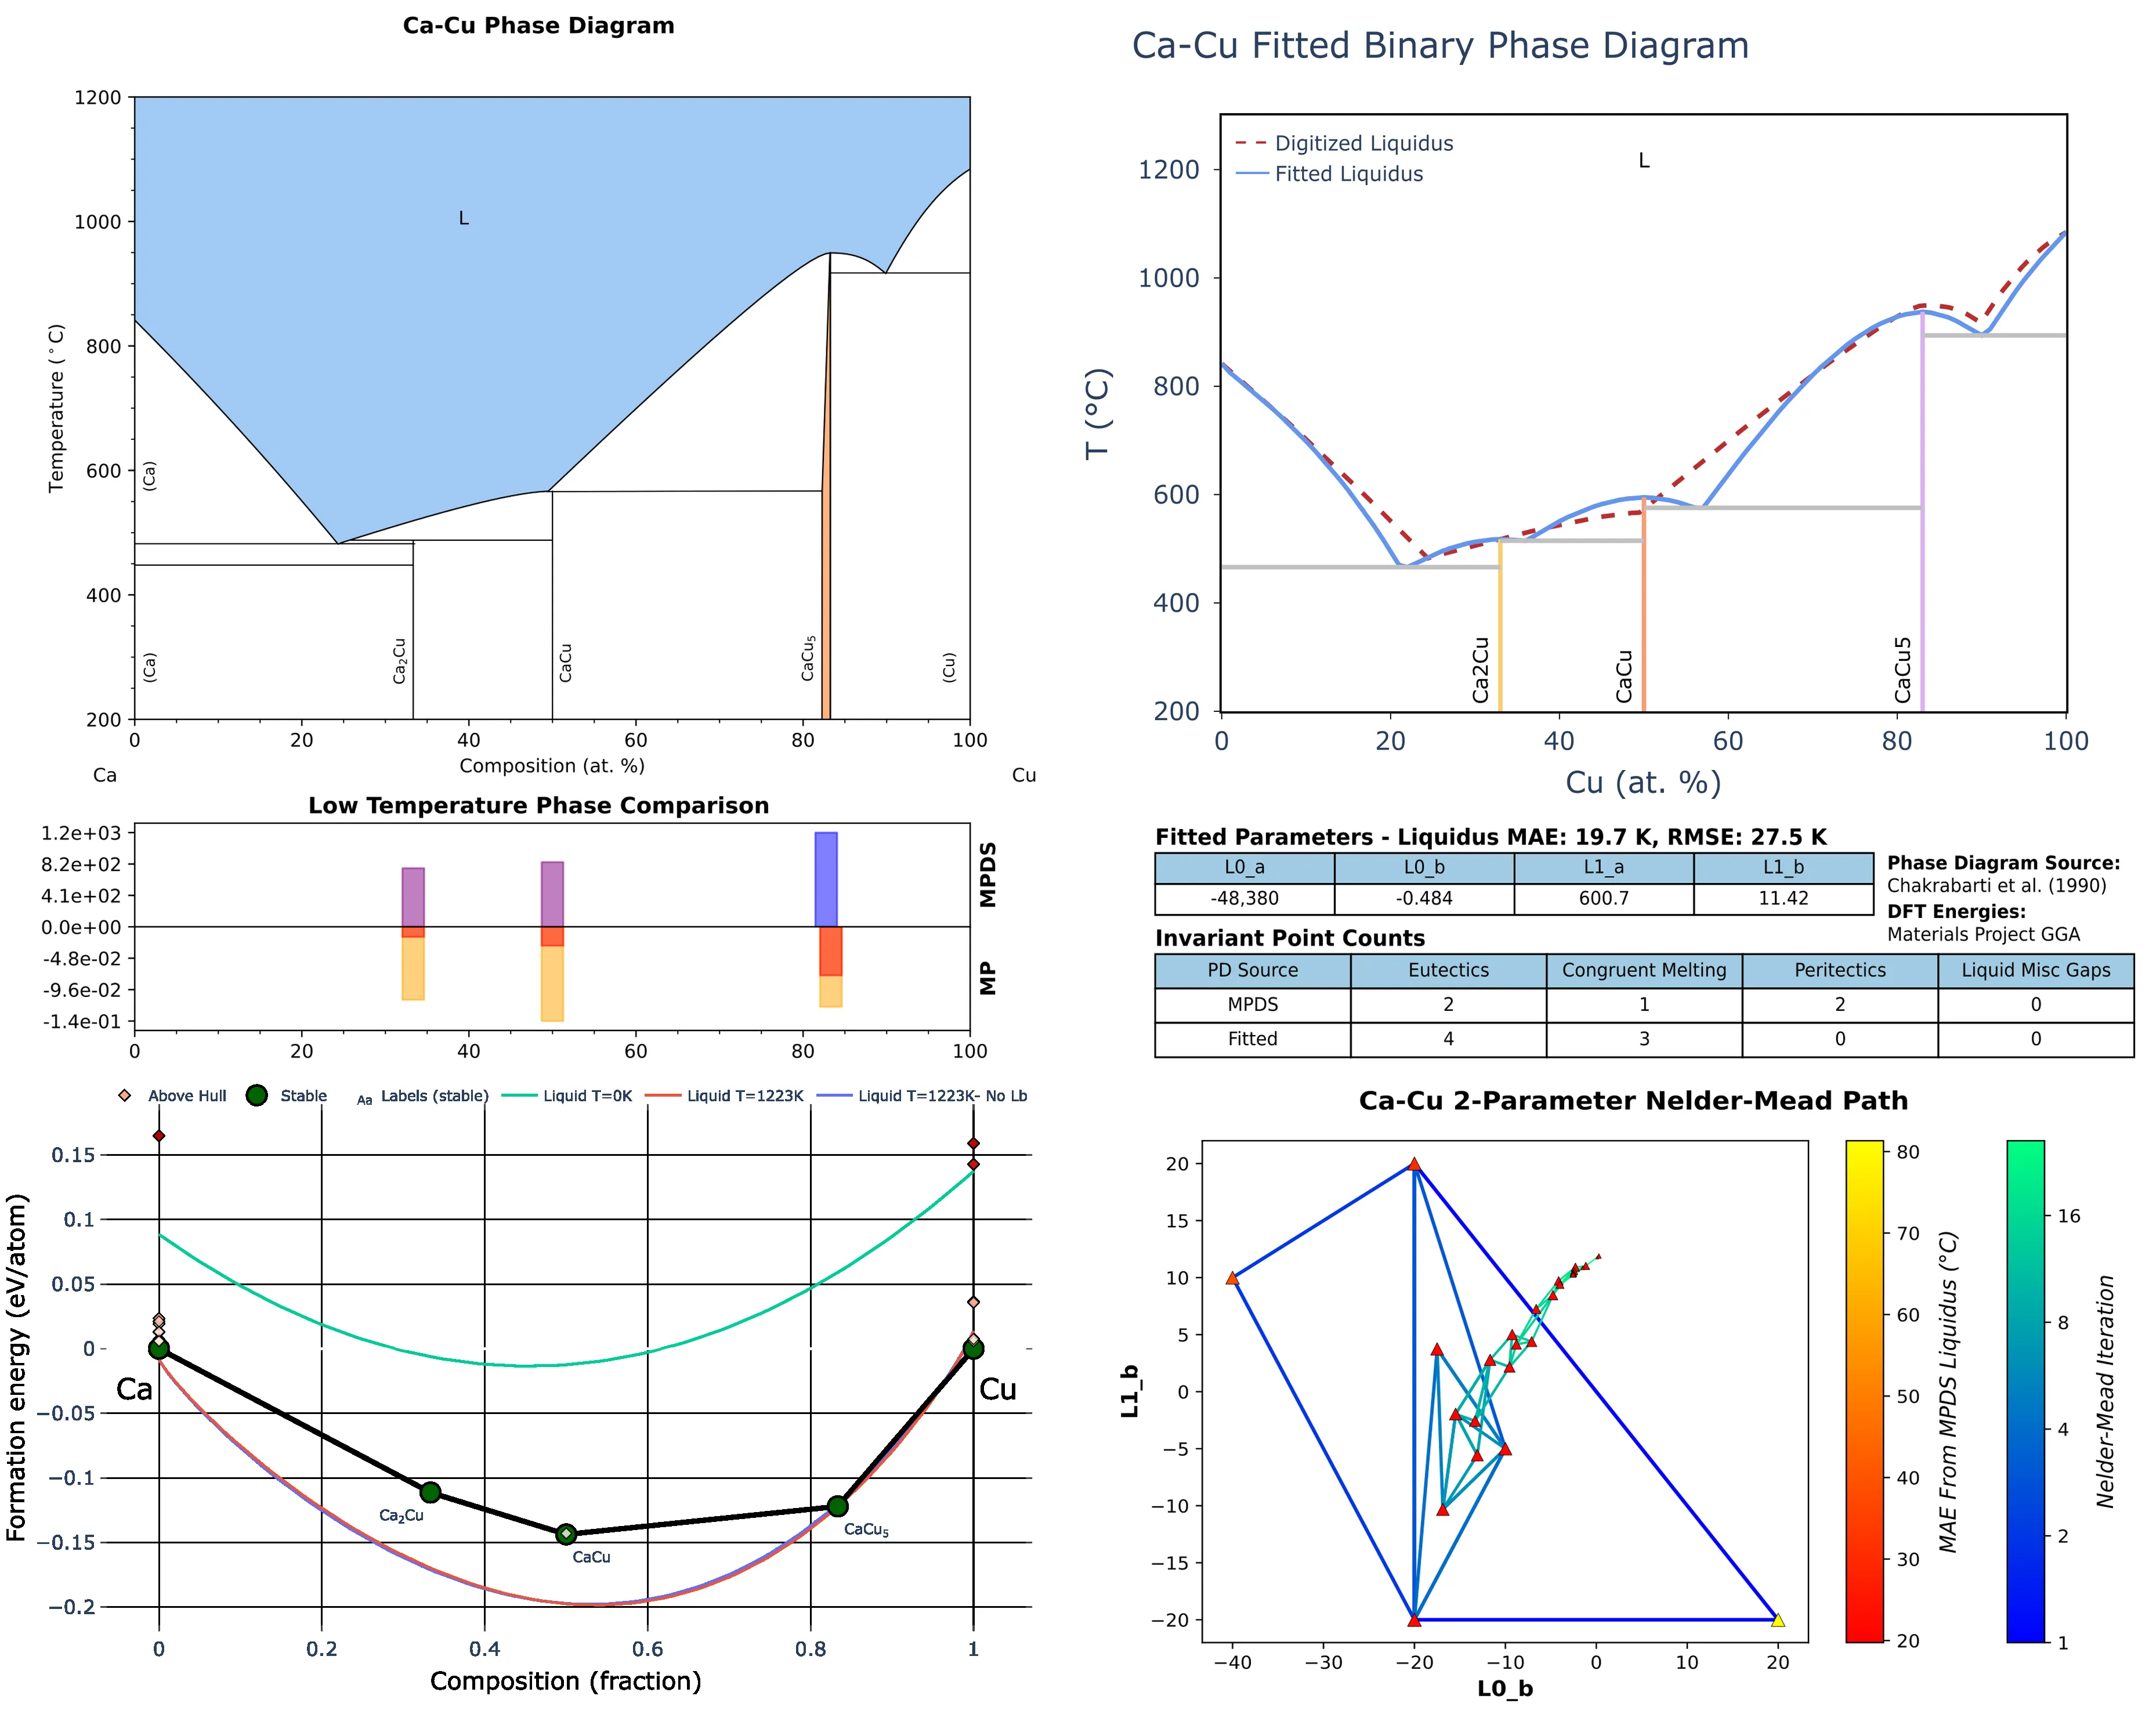 Ca-Cu Phase Diagram
1200
1000
800
600
400
200
Temperature (°C)
L
(Ca)
(Ca)
Ca₂Cu
CaCu
CaCu₅
(Cu)
0 20 40 60 80 100
Composition (at. %)
Ca Cu
Ca-Cu Fitted Binary Phase Diagram
Digitized Liquidus
Fitted Liquidus
L
1200
1000
800
600
400
200
T (°C)
Ca2Cu
CaCu
CaCu5
0 20 40 60 80 100
Cu (at. %)
Low Temperature Phase Comparison
1.2e+03
8.2e+02
4.1e+02
0.0e+00
-4.8e-02
-9.6e-02
-1.4e-01
MPDS
MP
0 20 40 60 80 100
Fitted Parameters - Liquidus MAE: 19.7 K, RMSE: 27.5 K
L0_a L0_b L1_a L1_b
-48,380 -0.484 600.7 11.42
Phase Diagram Source:
Chakrabarti et al. (1990)
DFT Energies:
Materials Project GGA
Invariant Point Counts
PD Source Eutectics Congruent Melting Peritectics Liquid Misc Gaps
MPDS 2 1 2 0
Fitted 4 3 0 0
Above Hull Stable Aa Labels (stable) Liquid T=0K Liquid T=1223K Liquid T=1223K- No Lb
0.15
0.1
0.05
0
−0.05
−0.1
−0.15
−0.2
Formation energy (eV/atom)
Ca
Cu
Ca₂Cu
CaCu
CaCu₅
0 0.2 0.4 0.6 0.8 1
Composition (fraction)
Ca-Cu 2-Parameter Nelder-Mead Path
20
15
10
5
0
−5
−10
−15
−20
L1_b
−40 −30 −20 −10 0 10 20
L0_b
80
70
60
50
40
30
20
MAE From MPDS Liquidus (°C)
16
8
4
2
1
Nelder-Mead Iteration